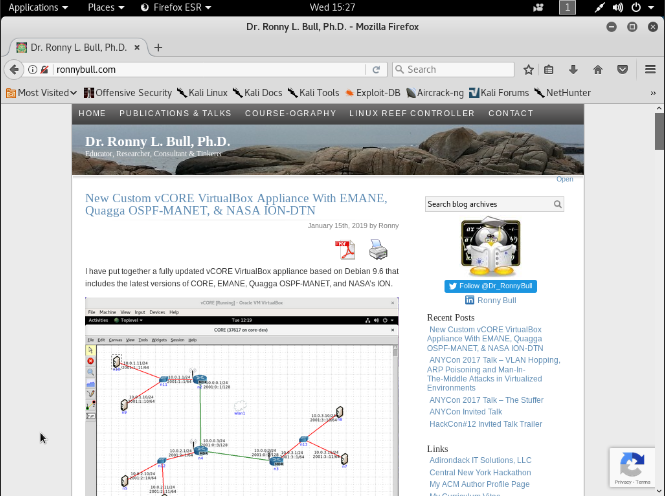 Applications Places Firefox ESR Wed 15:27 1
Dr. Ronny L. Bull, Ph.D. - Mozilla Firefox
Dr. Ronny L. Bull, Ph.D.
ronnybull.com Search
Most Visited Offensive Security Kali Linux Kali Docs Kali Tools Exploit-DB Aircrack-ng Kali Forums NetHunter »
HOME PUBLICATIONS & TALKS COURSE-OGRAPHY LINUX REEF CONTROLLER CONTACT
Dr. Ronny L. Bull, Ph.D.
Educator, Researcher, Consultant & Tinkerer
Open
New Custom vCORE VirtualBox Appliance With EMANE,
Quagga OSPF-MANET, & NASA ION-DTN
January 15th, 2019 by Ronny
PDF
I have put together a fully updated vCORE VirtualBox appliance based on Debian 9.6 that
includes the latest versions of CORE, EMANE, Quagga OSPF-MANET, and NASA's ION.
vCORE [Running] - Oracle VM VirtualBox
File Machine View Input Devices Help
Activities Toplevel Tue 12:19
CORE (37617 on core-dev)
File Edit Canvas View Tools Widgets Session Help
Search blog archives
Follow @Dr_RonnyBull
Ronny Bull
Recent Posts
New Custom vCORE VirtualBox
Appliance With EMANE, Quagga
OSPF-MANET, & NASA ION-DTN
ANYCon 2017 Talk – VLAN Hopping,
ARP Poisoning and Man-In-
The-Middle Attacks in Virtualized
Environments
ANYCon 2017 Talk – The Stuffer
ANYCon Invited Talk
HackCon#12 Invited Talk Trailer
Links
Adirondack IT Solutions, LLC
Central New York Hackathon
My ACM Author Profile Page
Privacy - Terms